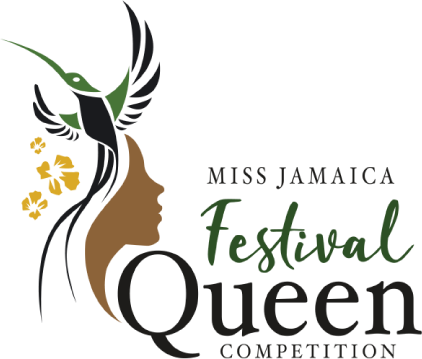 MISS JAMAICA
Festival
Queen
COMPETITION